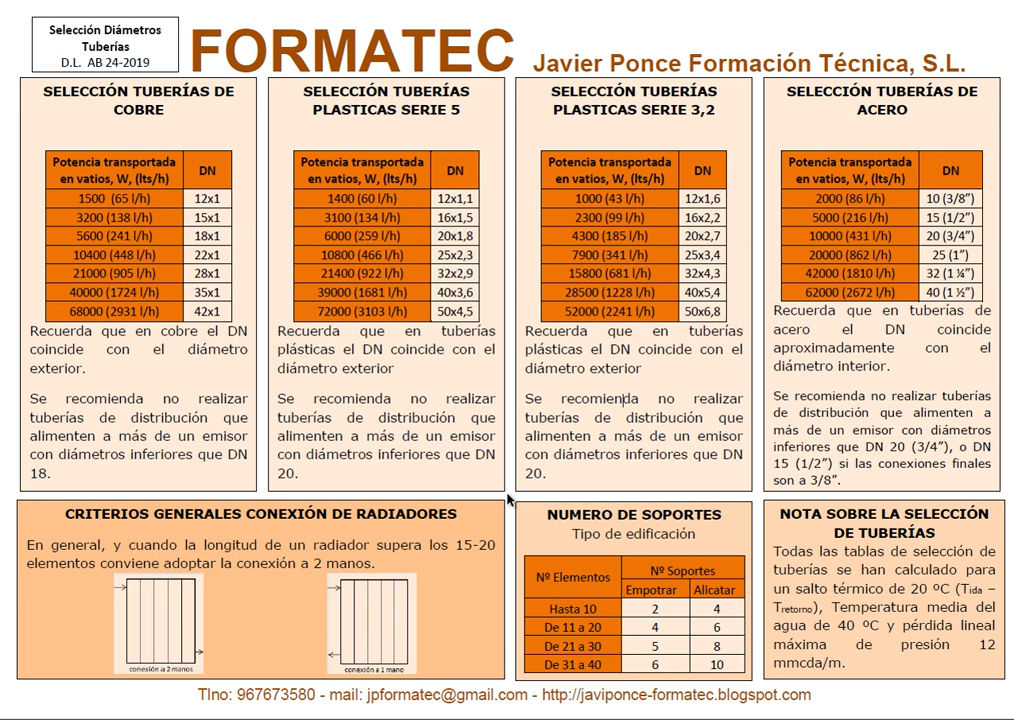 Selección Diámetros
Tuberías
D.L. AB 24-2019
FORMATEC Javier Ponce Formación Técnica, S.L.
SELECCIÓN TUBERÍAS DE
COBRE
Potencia transportada
en vatios, W, (lts/h) DN
1500 (65 l/h) 12x1
3200 (138 l/h) 15x1
5600 (241 l/h) 18x1
10400 (448 l/h) 22x1
21000 (905 l/h) 28x1
40000 (1724 l/h) 35x1
68000 (2931 l/h) 42x1
Recuerda que en cobre el DN
coincide con el diámetro
exterior.
Se recomienda no realizar
tuberías de distribución que
alimenten a más de un emisor
con diámetros inferiores que DN
18.
SELECCIÓN TUBERÍAS
PLASTICAS SERIE 5
Potencia transportada
en vatios, W, (lts/h) DN
1400 (60 l/h) 12x1,1
3100 (134 l/h) 16x1,5
6000 (259 l/h) 20x1,8
10800 (466 l/h) 25x2,3
21400 (922 l/h) 32x2,9
39000 (1681 l/h) 40x3,6
72000 (3103 l/h) 50x4,5
Recuerda que en tuberías
plásticas el DN coincide con el
diámetro exterior
Se recomienda no realizar
tuberías de distribución que
alimenten a más de un emisor
con diámetros inferiores que DN
20.
SELECCIÓN TUBERÍAS
PLASTICAS SERIE 3,2
Potencia transportada
en vatios, W, (lts/h) DN
1000 (43 l/h) 12x1,6
2300 (99 l/h) 16x2,2
4300 (185 l/h) 20x2,7
7900 (341 l/h) 25x3,4
15800 (681 l/h) 32x4,3
28500 (1228 l/h) 40x5,4
52000 (2241 l/h) 50x6,8
Recuerda que en tuberías
plásticas el DN coincide con el
diámetro exterior
Se recomienda no realizar
tuberías de distribución que
alimenten a más de un emisor
con diámetros inferiores que DN
20.
SELECCIÓN TUBERÍAS DE
ACERO
Potencia transportada
en vatios, W, (lts/h) DN
2000 (86 l/h) 10 (3/8”)
5000 (216 l/h) 15 (1/2”)
10000 (431 l/h) 20 (3/4”)
20000 (862 l/h) 25 (1”)
42000 (1810 l/h) 32 (1 ¼”)
62000 (2672 l/h) 40 (1 ½”)
Recuerda que en tuberías de
acero el DN coincide
aproximadamente con el
diámetro interior.
Se recomienda no realizar tuberías
de distribución que alimenten a
más de un emisor con diámetros
inferiores que DN 20 (3/4”), o DN
15 (1/2”) si las conexiones finales
son a 3/8”.
CRITERIOS GENERALES CONEXIÓN DE RADIADORES
En general, y cuando la longitud de un radiador supera los 15-20
elementos conviene adoptar la conexión a 2 manos.
conexión a 2 manos
conexión a 1 mano
NUMERO DE SOPORTES
Tipo de edificación
Nº Elementos Nº Soportes
Empotrar Alicatar
Hasta 10 2 4
De 11 a 20 4 6
De 21 a 30 5 8
De 31 a 40 6 10
NOTA SOBRE LA SELECCIÓN
DE TUBERÍAS
Todas las tablas de selección de
tuberías se han calculado para
un salto térmico de 20 ºC (Tida –
Tretorno), Temperatura media del
agua de 40 ºC y pérdida lineal
máxima de presión 12
mmcda/m.
Tlno: 967673580 - mail: jpformatec@gmail.com - http://javiponce-formatec.blogspot.com